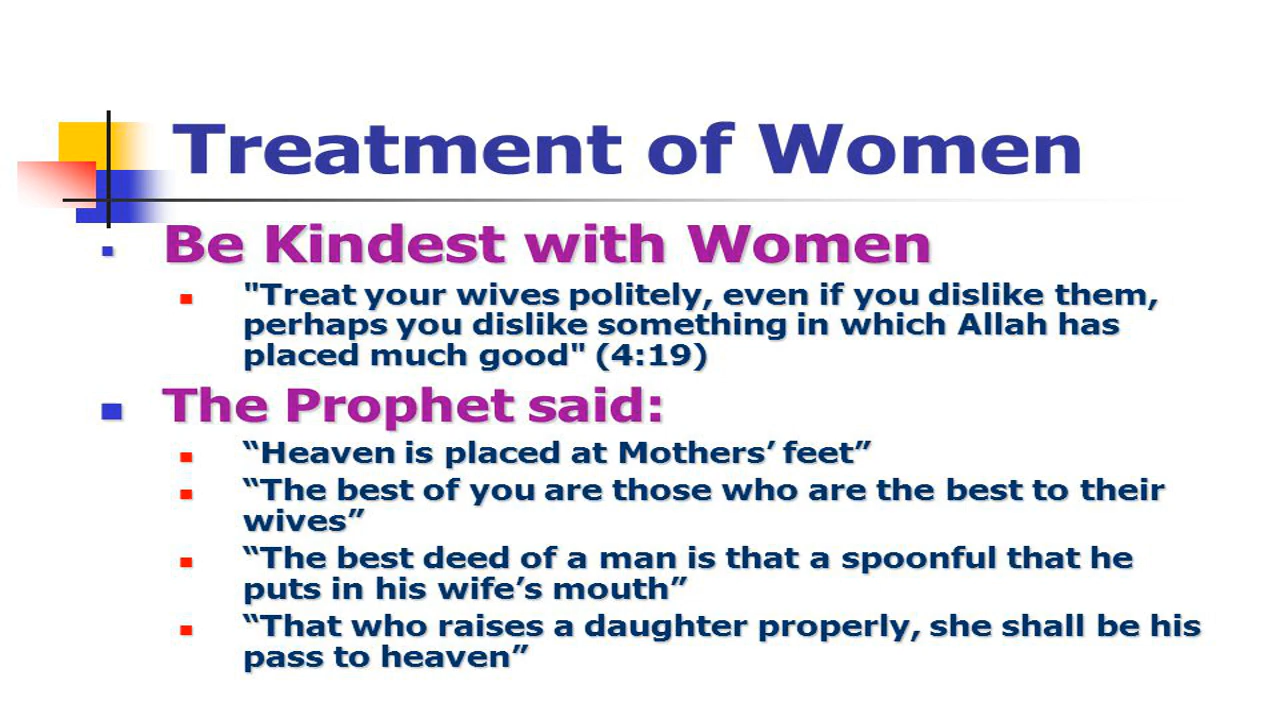 Treatment of Women
Be Kindest with Women
"Treat your wives politely, even if you dislike them,
perhaps you dislike something in which Allah has
placed much good" (4:19)
The Prophet said:
“Heaven is placed at Mothers’ feet”
“The best of you are those who are the best to their
wives”
“The best deed of a man is that a spoonful that he
puts in his wife’s mouth”
“That who raises a daughter properly, she shall be his
pass to heaven”